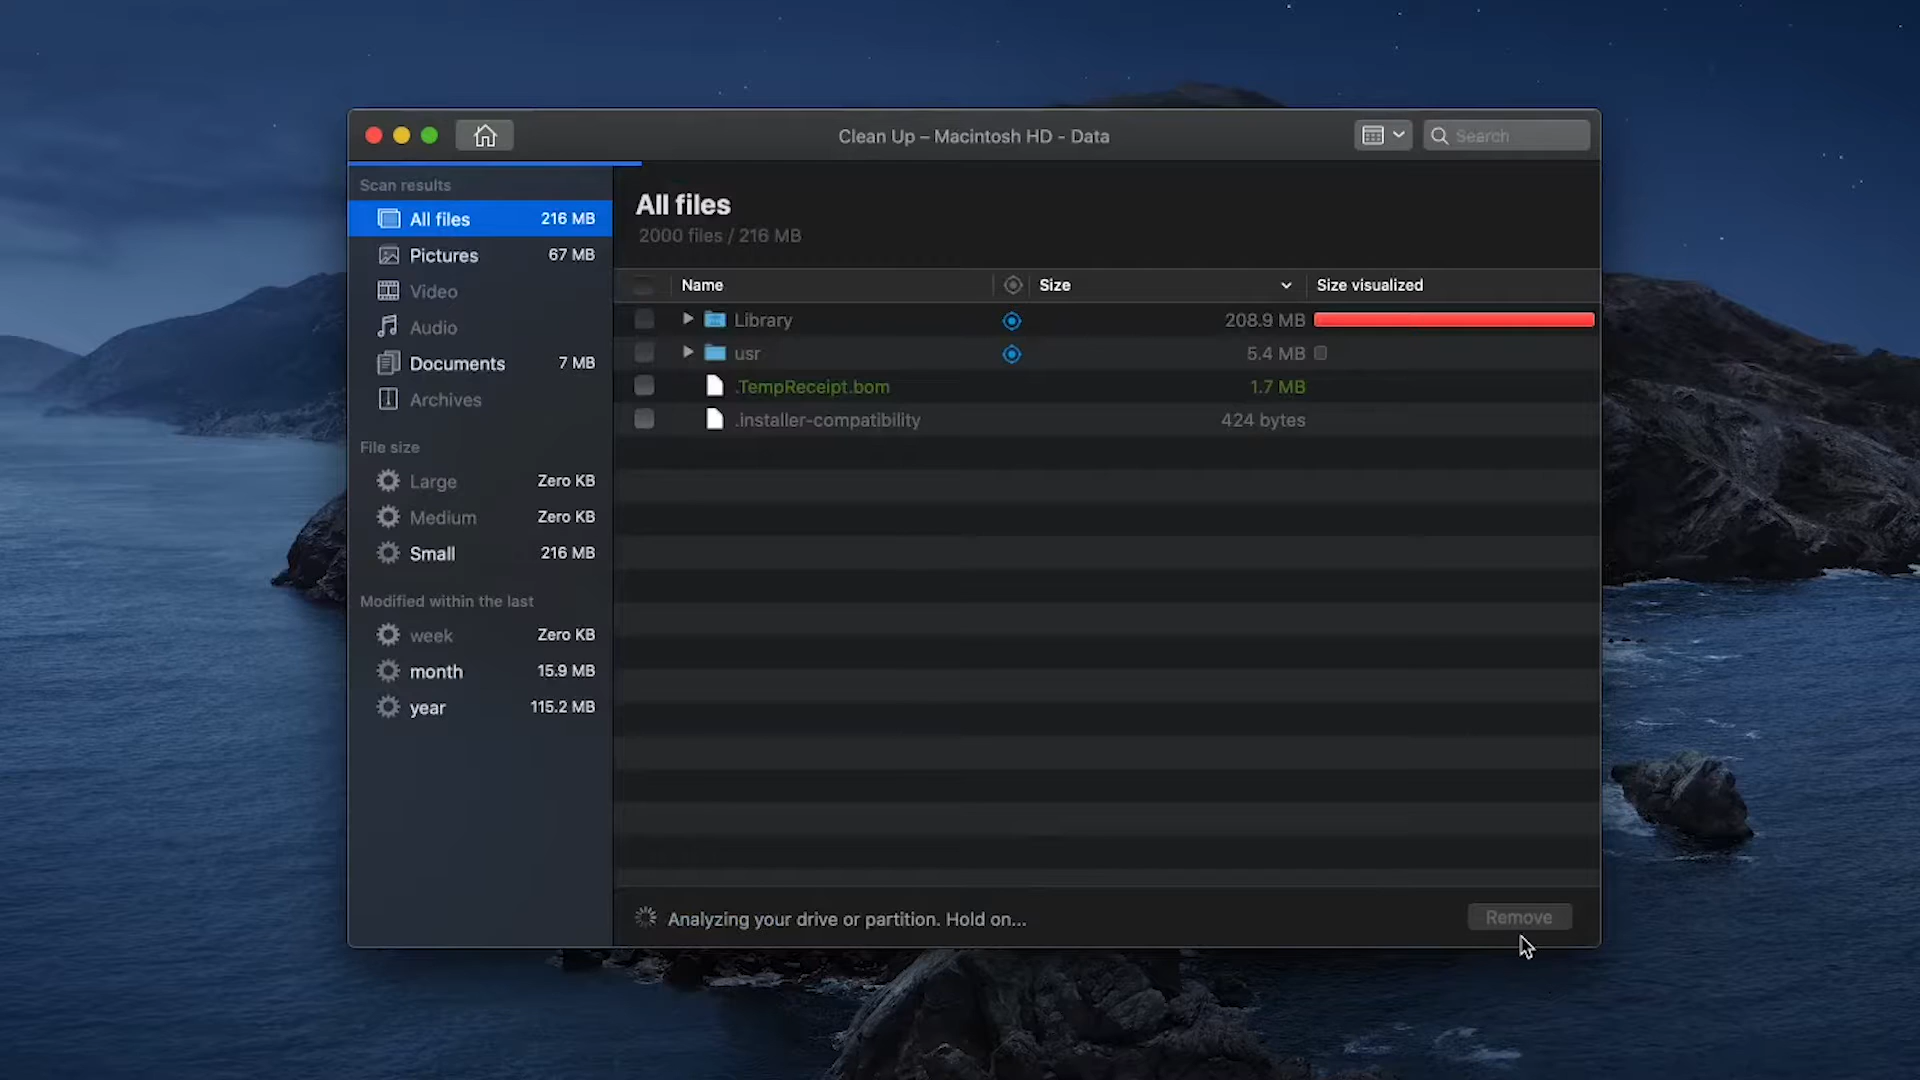 Clean Up – Macintosh HD - Data
Search
Scan results
All files 216 MB
Pictures 67 MB
Video
Audio
Documents 7 MB
Archives
File size
Large Zero KB
Medium Zero KB
Small 216 MB
Modified within the last
week Zero KB
month 15.9 MB
year 115.2 MB
All files
2000 files / 216 MB
Name Size Size visualized
Library 208.9 MB
usr 5.4 MB
.TempReceipt.bom 1.7 MB
.installer-compatibility 424 bytes
Analyzing your drive or partition. Hold on...
Remove